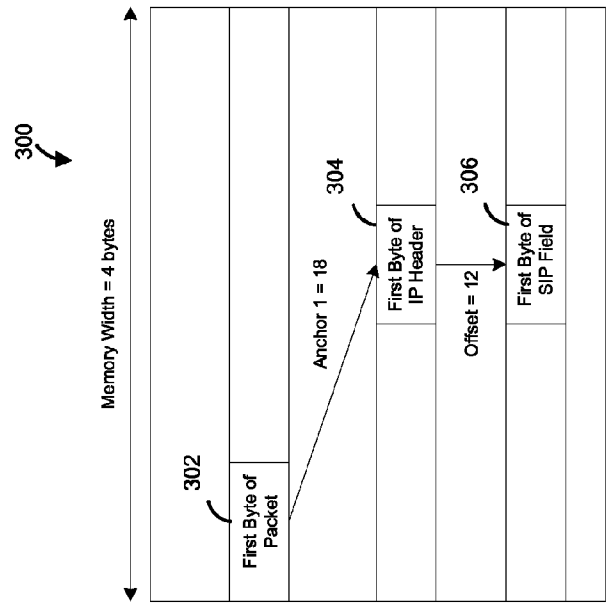 300
Memory Width = 4 bytes
302
First Byte of
Packet
Anchor 1 = 18
304
First Byte of
IP Header
Offset = 12
306
First Byte of
SIP Field